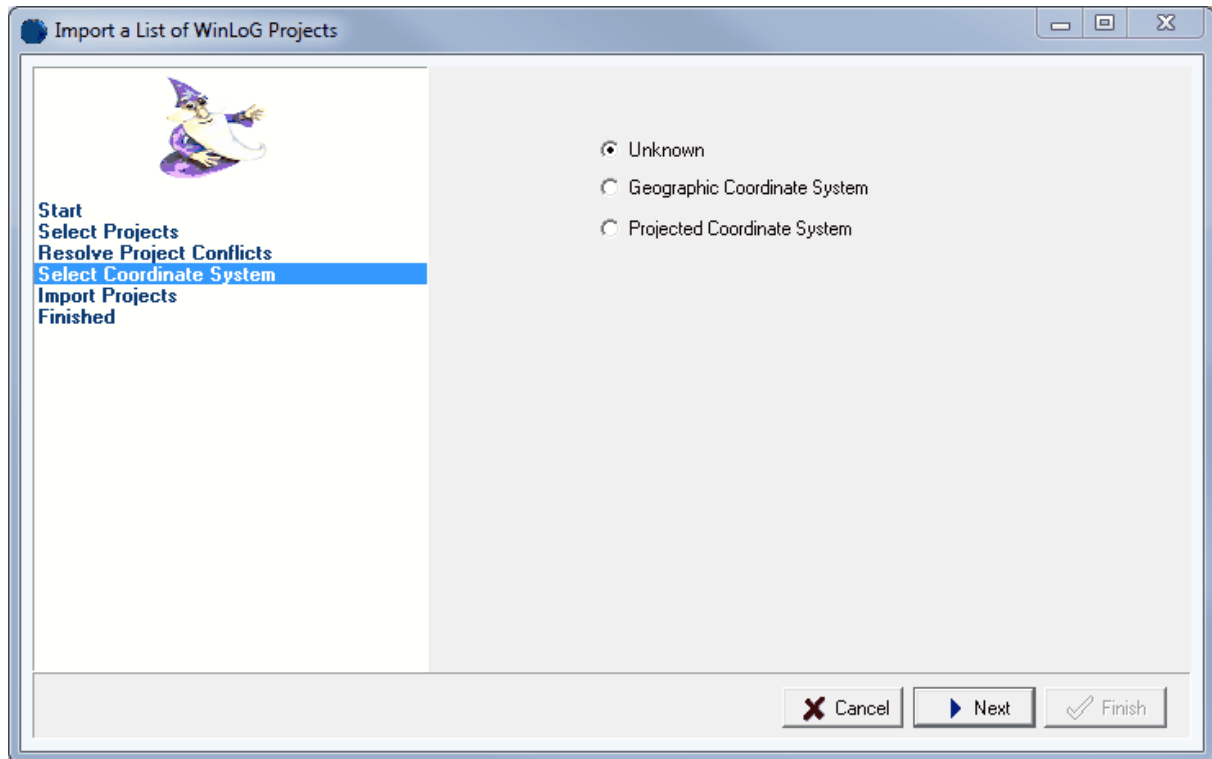 Import a List of WinLoG Projects
Start
Select Projects
Resolve Project Conflicts
Select Coordinate System
Import Projects
Finished
Unknown
Geographic Coordinate System
Projected Coordinate System
Cancel
Next
Finish